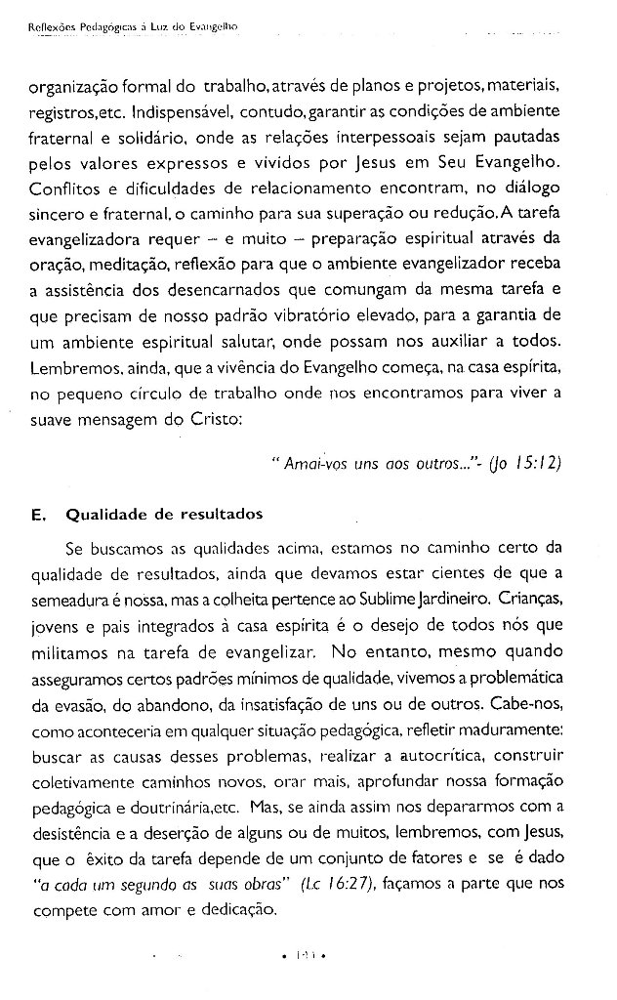 Reflexões Pedagógicas à Luz do Evangelho
organização formal do trabalho, através de planos e projetos, materiais,
registros,etc. Indispensável, contudo, garantir as condições de ambiente
fraternal e solidário, onde as relações interpessoais sejam pautadas
pelos valores expressos e vividos por Jesus em Seu Evangelho.
Conflitos e dificuldades de relacionamento encontram, no diálogo
sincero e fraternal, o caminho para sua superação ou redução. A tarefa
evangelizadora requer – e muito – preparação espiritual através da
oração, meditação, reflexão para que o ambiente evangelizador receba
a assistência dos desencarnados que comungam da mesma tarefa e
que precisam de nosso padrão vibratório elevado, para a garantia de
um ambiente espiritual salutar, onde possam nos auxiliar a todos.
Lembremos, ainda, que a vivência do Evangelho começa, na casa espírita,
no pequeno círculo de trabalho onde nos encontramos para viver a
suave mensagem do Cristo:
“ Amai-vos uns aos outros...”- (Jo 15:12)
E. Qualidade de resultados
Se buscamos as qualidades acima, estamos no caminho certo da
qualidade de resultados, ainda que devamos estar cientes de que a
semeadura é nossa, mas a colheita pertence ao Sublime Jardineiro. Crianças,
jovens e pais integrados à casa espírita é o desejo de todos nós que
militamos na tarefa de evangelizar. No entanto, mesmo quando
asseguramos certos padrões mínimos de qualidade, vivemos a problemática
da evasão, do abandono, da insatisfação de uns ou de outros. Cabe-nos,
como aconteceria em qualquer situação pedagógica, refletir maduramente:
buscar as causas desses problemas, realizar a autocrítica, construir
coletivamente caminhos novos, orar mais, aprofundar nossa formação
pedagógica e doutrinária,etc. Mas, se ainda assim nos depararmos com a
desistência e a deserção de alguns ou de muitos, lembremos, com Jesus,
que o êxito da tarefa depende de um conjunto de fatores e se é dado
“a cada um segundo as suas obras” (Lc 16:27), façamos a parte que nos
compete com amor e dedicação.